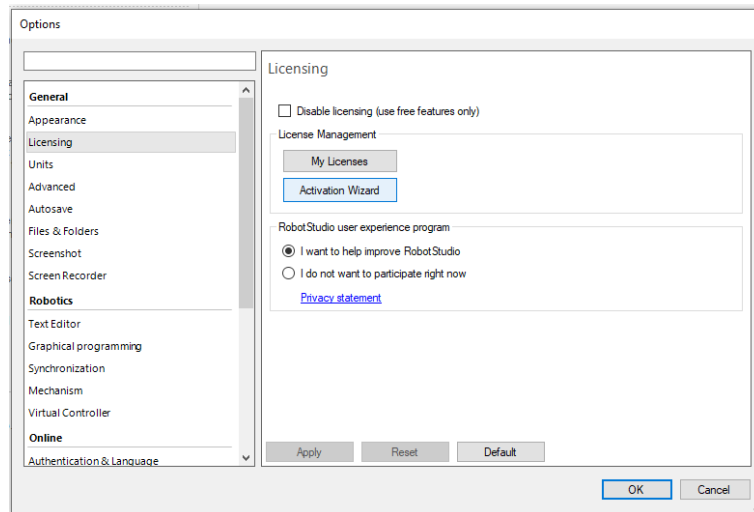 Options
General
Appearance
Licensing
Units
Advanced
Autosave
Files & Folders
Screenshot
Screen Recorder
Robotics
Text Editor
Graphical programming
Synchronization
Mechanism
Virtual Controller
Online
Authentication & Language
Licensing
Disable licensing (use free features only)
License Management
My Licenses
Activation Wizard
RobotStudio user experience program
I want to help improve RobotStudio
I do not want to participate right now
Privacy statement
Apply Reset Default
OK Cancel